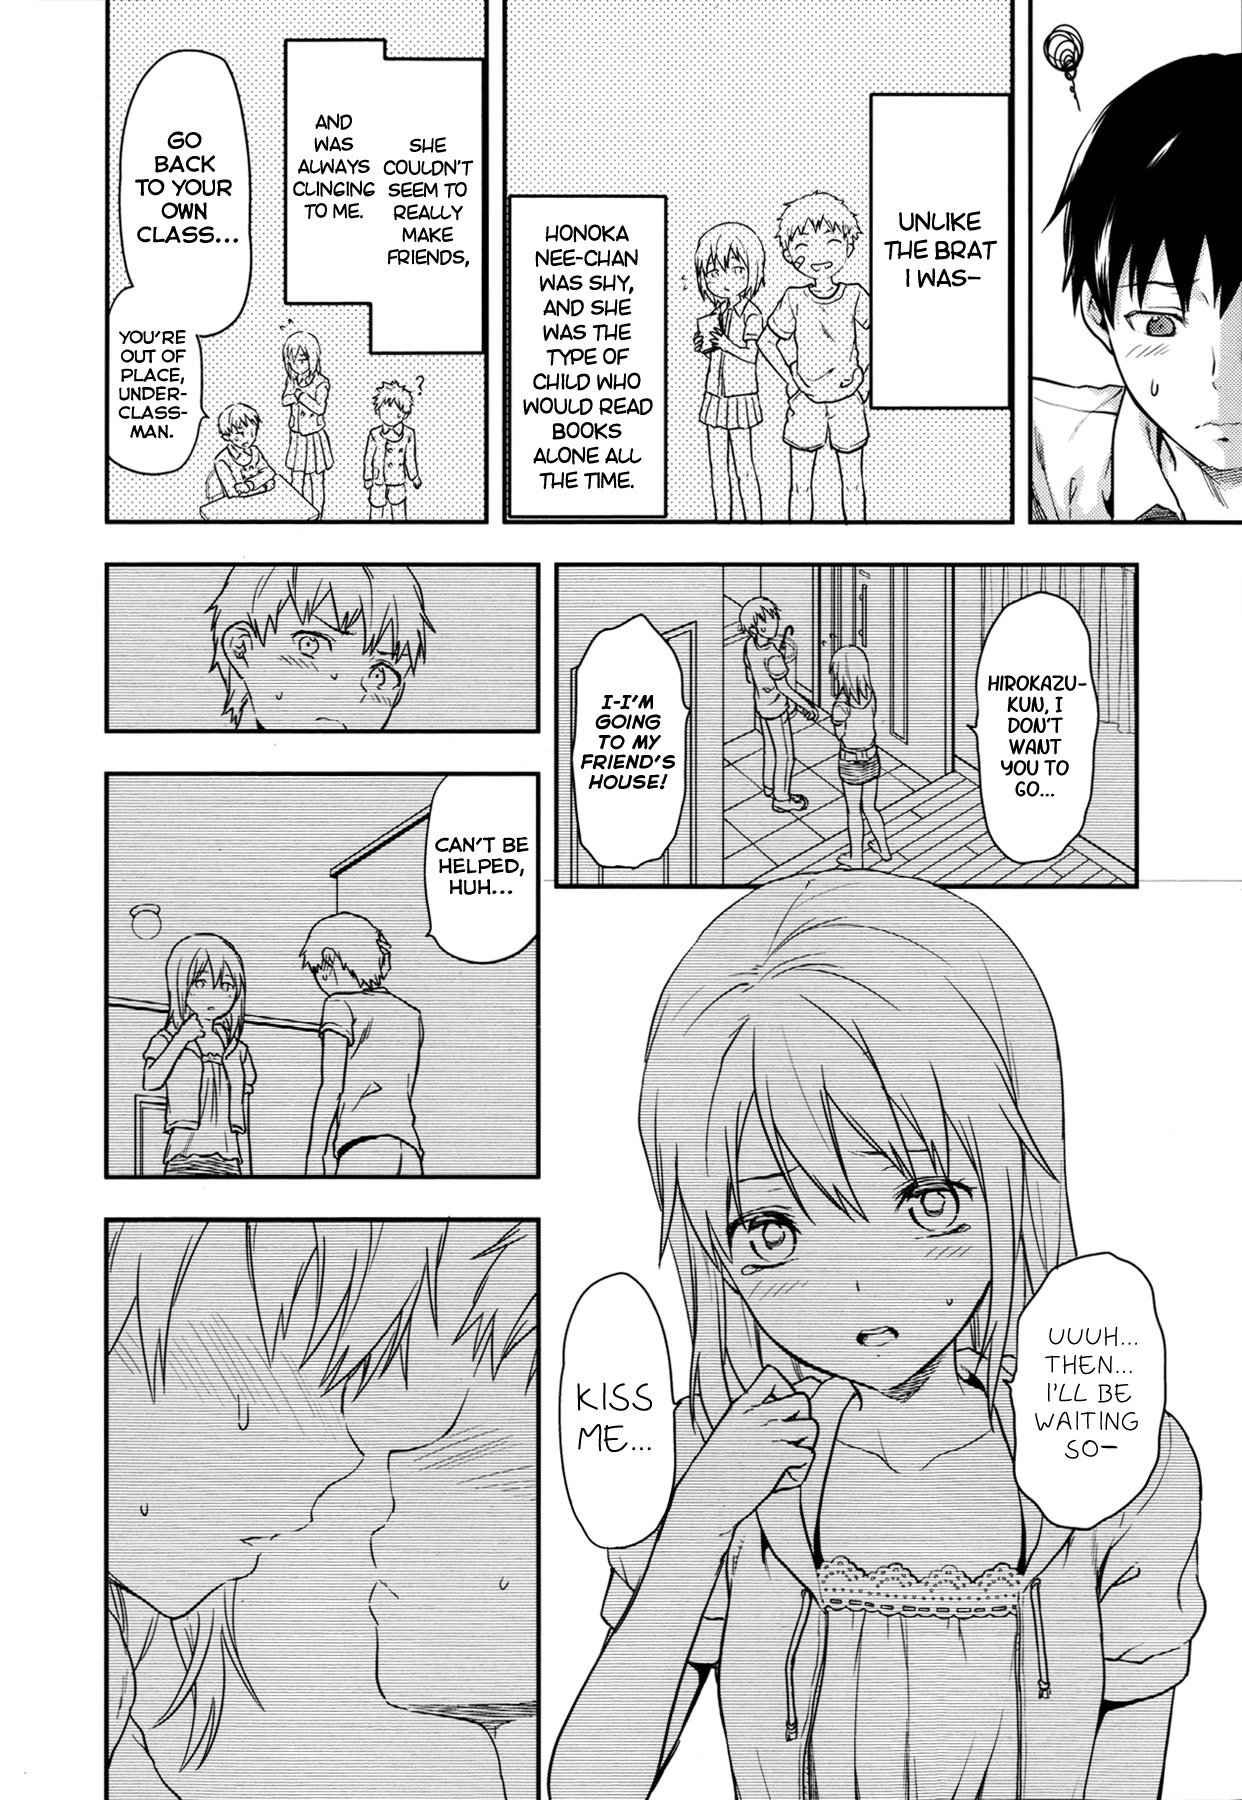 UNLIKE
THE BRAT
I WAS–
HONOKA
NEE-CHAN
WAS SHY,
AND SHE
WAS THE
TYPE OF
CHILD WHO
WOULD READ
BOOKS
ALONE ALL
THE TIME.
SHE
COULDN'T
SEEM TO
REALLY
MAKE
FRIENDS,
AND
WAS
ALWAYS
CLINGING
TO ME.
GO
BACK
TO YOUR
OWN
CLASS...
YOU'RE
OUT OF
PLACE,
UNDER-
CLASS-
MAN.
?
HIROKAZU-
KUN, I
DON'T
WANT
YOU TO
GO...
I-I'M
GOING
TO MY
FRIEND'S
HOUSE!
CAN'T BE
HELPED,
HUH...
UUUH...
THEN...
I'LL BE
WAITING
SO–
KISS
ME...